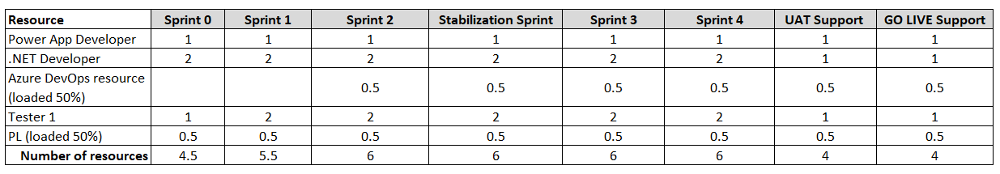 Resource Sprint 0 Sprint 1 Sprint 2 Stabilization Sprint Sprint 3 Sprint 4 UAT Support GO LIVE Support
Power App Developer 1 1 1 1 1 1 1 1
.NET Developer 2 2 2 2 2 2 1 1
Azure DevOps resource
(loaded 50%) 0.5 0.5 0.5 0.5 0.5 0.5
Tester 1 1 2 2 2 2 2 1 1
PL (loaded 50%) 0.5 0.5 0.5 0.5 0.5 0.5 0.5 0.5
Number of resources 4.5 5.5 6 6 6 6 4 4